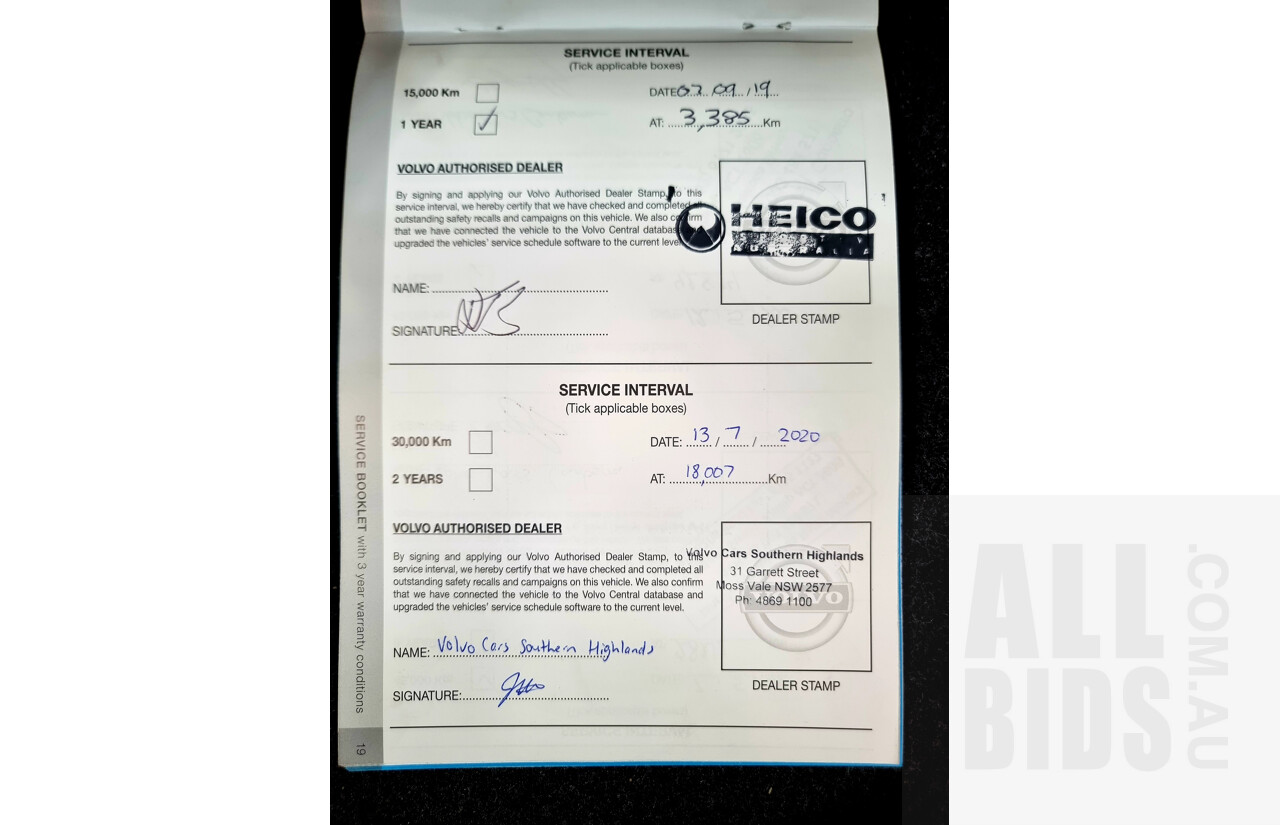 SERVICE INTERVAL
(Tick applicable boxes)
15,000 Km DATE 02 / 09 / 19
1 YEAR ✓ AT: 3,385 Km
VOLVO AUTHORISED DEALER
By signing and applying our Volvo Authorised Dealer Stamp, to this
service interval, we hereby certify that we have checked and completed all
outstanding safety recalls and campaigns on this vehicle. We also confirm
that we have connected the vehicle to the Volvo Central database
upgraded the vehicles' service schedule software to the current level
HEICO
AUSTRALIA
NAME:
SIGNATURE:
DEALER STAMP
SERVICE INTERVAL
(Tick applicable boxes)
30,000 Km DATE: 13 / 7 / 2020
2 YEARS AT: 18,007 Km
VOLVO AUTHORISED DEALER
By signing and applying our Volvo Authorised Dealer Stamp, to this
service interval, we hereby certify that we have checked and completed all
outstanding safety recalls and campaigns on this vehicle. We also confirm
that we have connected the vehicle to the Volvo Central database and
upgraded the vehicles' service schedule software to the current level.
Volvo Cars Southern Highlands
31 Garrett Street
Moss Vale NSW 2577
Ph: 4869 1100
VOLVO
NAME: Volvo Cars Southern Highlands
SIGNATURE:
DEALER STAMP
SERVICE BOOKLET with 3 year warranty conditions
19
ALL
BIDS
.COM.AU